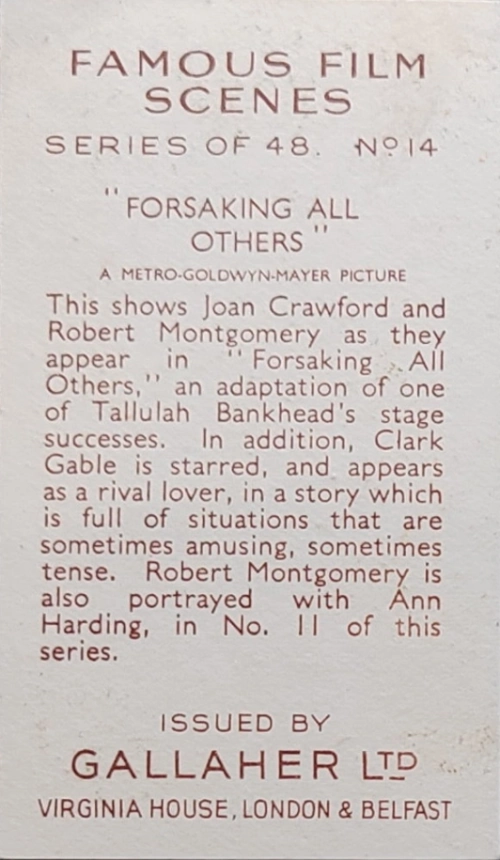 FAMOUS FILM
SCENES
SERIES OF 48. Nº 14
"FORSAKING ALL
OTHERS"
A METRO-GOLDWYN-MAYER PICTURE
This shows Joan Crawford and
Robert Montgomery as they
appear in "Forsaking All
Others," an adaptation of one
of Tallulah Bankhead's stage
successes. In addition, Clark
Gable is starred, and appears
as a rival lover, in a story which
is full of situations that are
sometimes amusing, sometimes
tense. Robert Montgomery is
also portrayed with Ann
Harding, in No. 11 of this
series.
ISSUED BY
GALLAHER LTD
VIRGINIA HOUSE, LONDON & BELFAST